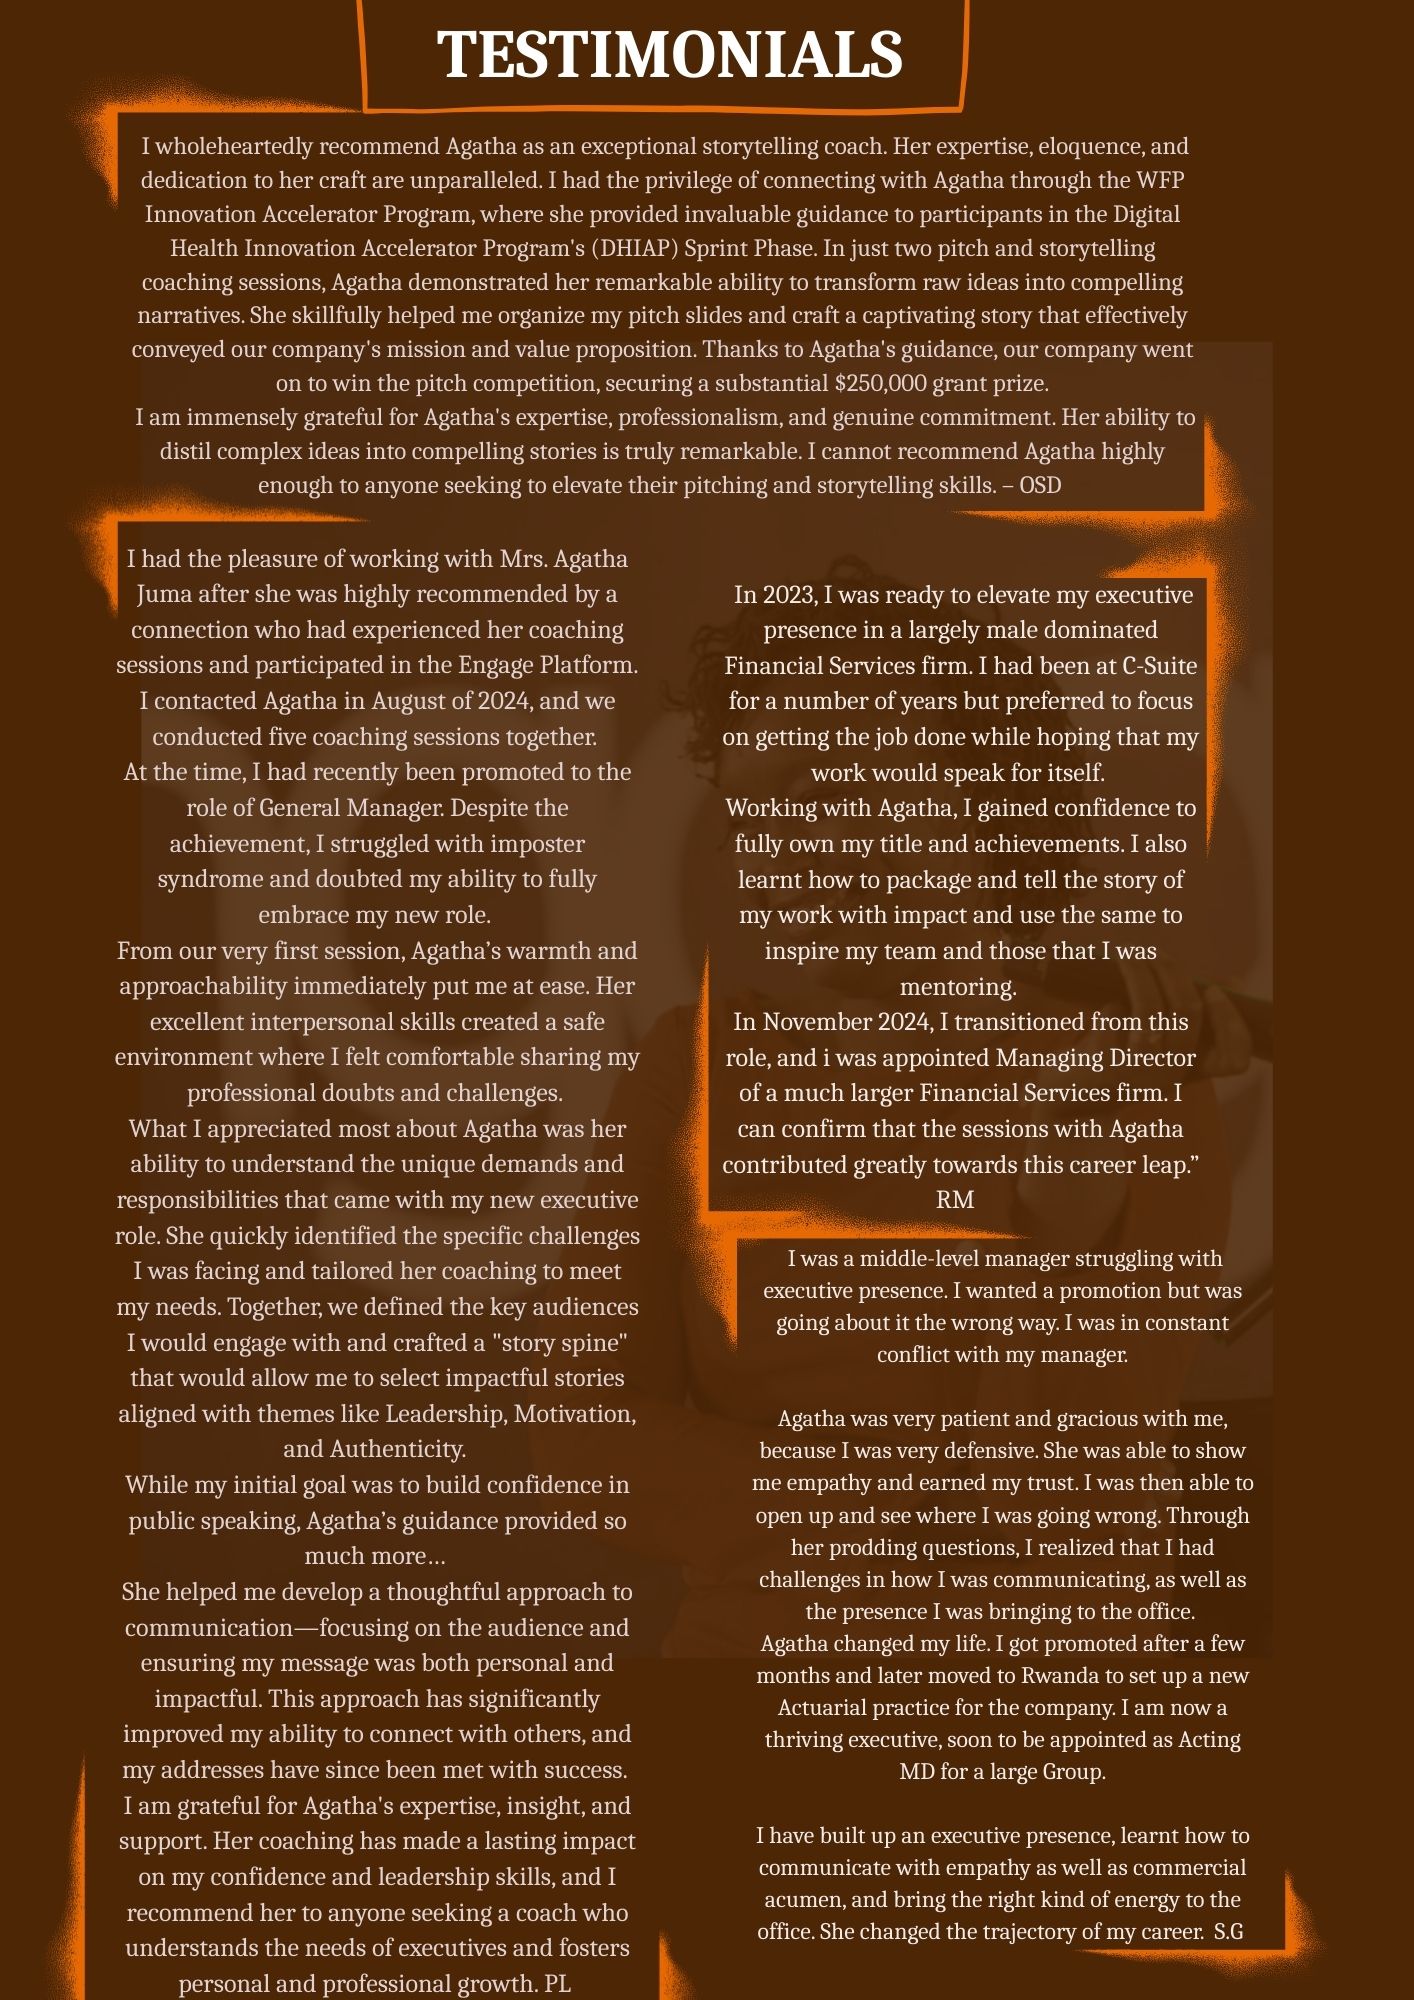 TESTIMONIALS
I wholeheartedly recommend Agatha as an exceptional storytelling coach. Her expertise, eloquence, and
dedication to her craft are unparalleled. I had the privilege of connecting with Agatha through the WFP
Innovation Accelerator Program, where she provided invaluable guidance to participants in the Digital
Health Innovation Accelerator Program's (DHIAP) Sprint Phase. In just two pitch and storytelling
coaching sessions, Agatha demonstrated her remarkable ability to transform raw ideas into compelling
narratives. She skillfully helped me organize my pitch slides and craft a captivating story that effectively
conveyed our company's mission and value proposition. Thanks to Agatha's guidance, our company went
on to win the pitch competition, securing a substantial $250,000 grant prize.
I am immensely grateful for Agatha's expertise, professionalism, and genuine commitment. Her ability to
distil complex ideas into compelling stories is truly remarkable. I cannot recommend Agatha highly
enough to anyone seeking to elevate their pitching and storytelling skills. – OSD
I had the pleasure of working with Mrs. Agatha
Juma after she was highly recommended by a
connection who had experienced her coaching
sessions and participated in the Engage Platform.
I contacted Agatha in August of 2024, and we
conducted five coaching sessions together.
At the time, I had recently been promoted to the
role of General Manager. Despite the
achievement, I struggled with imposter
syndrome and doubted my ability to fully
embrace my new role.
From our very first session, Agatha’s warmth and
approachability immediately put me at ease. Her
excellent interpersonal skills created a safe
environment where I felt comfortable sharing my
professional doubts and challenges.
What I appreciated most about Agatha was her
ability to understand the unique demands and
responsibilities that came with my new executive
role. She quickly identified the specific challenges
I was facing and tailored her coaching to meet
my needs. Together, we defined the key audiences
I would engage with and crafted a "story spine"
that would allow me to select impactful stories
aligned with themes like Leadership, Motivation,
and Authenticity.
While my initial goal was to build confidence in
public speaking, Agatha’s guidance provided so
much more…
She helped me develop a thoughtful approach to
communication—focusing on the audience and
ensuring my message was both personal and
impactful. This approach has significantly
improved my ability to connect with others, and
my addresses have since been met with success.
I am grateful for Agatha's expertise, insight, and
support. Her coaching has made a lasting impact
on my confidence and leadership skills, and I
recommend her to anyone seeking a coach who
understands the needs of executives and fosters
personal and professional growth. PL
In 2023, I was ready to elevate my executive
presence in a largely male dominated
Financial Services firm. I had been at C-Suite
for a number of years but preferred to focus
on getting the job done while hoping that my
work would speak for itself.
Working with Agatha, I gained confidence to
fully own my title and achievements. I also
learnt how to package and tell the story of
my work with impact and use the same to
inspire my team and those that I was
mentoring.
In November 2024, I transitioned from this
role, and i was appointed Managing Director
of a much larger Financial Services firm. I
can confirm that the sessions with Agatha
contributed greatly towards this career leap.”
RM
I was a middle-level manager struggling with
executive presence. I wanted a promotion but was
going about it the wrong way. I was in constant
conflict with my manager.
Agatha was very patient and gracious with me,
because I was very defensive. She was able to show
me empathy and earned my trust. I was then able to
open up and see where I was going wrong. Through
her prodding questions, I realized that I had
challenges in how I was communicating, as well as
the presence I was bringing to the office.
Agatha changed my life. I got promoted after a few
months and later moved to Rwanda to set up a new
Actuarial practice for the company. I am now a
thriving executive, soon to be appointed as Acting
MD for a large Group.
I have built up an executive presence, learnt how to
communicate with empathy as well as commercial
acumen, and bring the right kind of energy to the
office. She changed the trajectory of my career. S.G